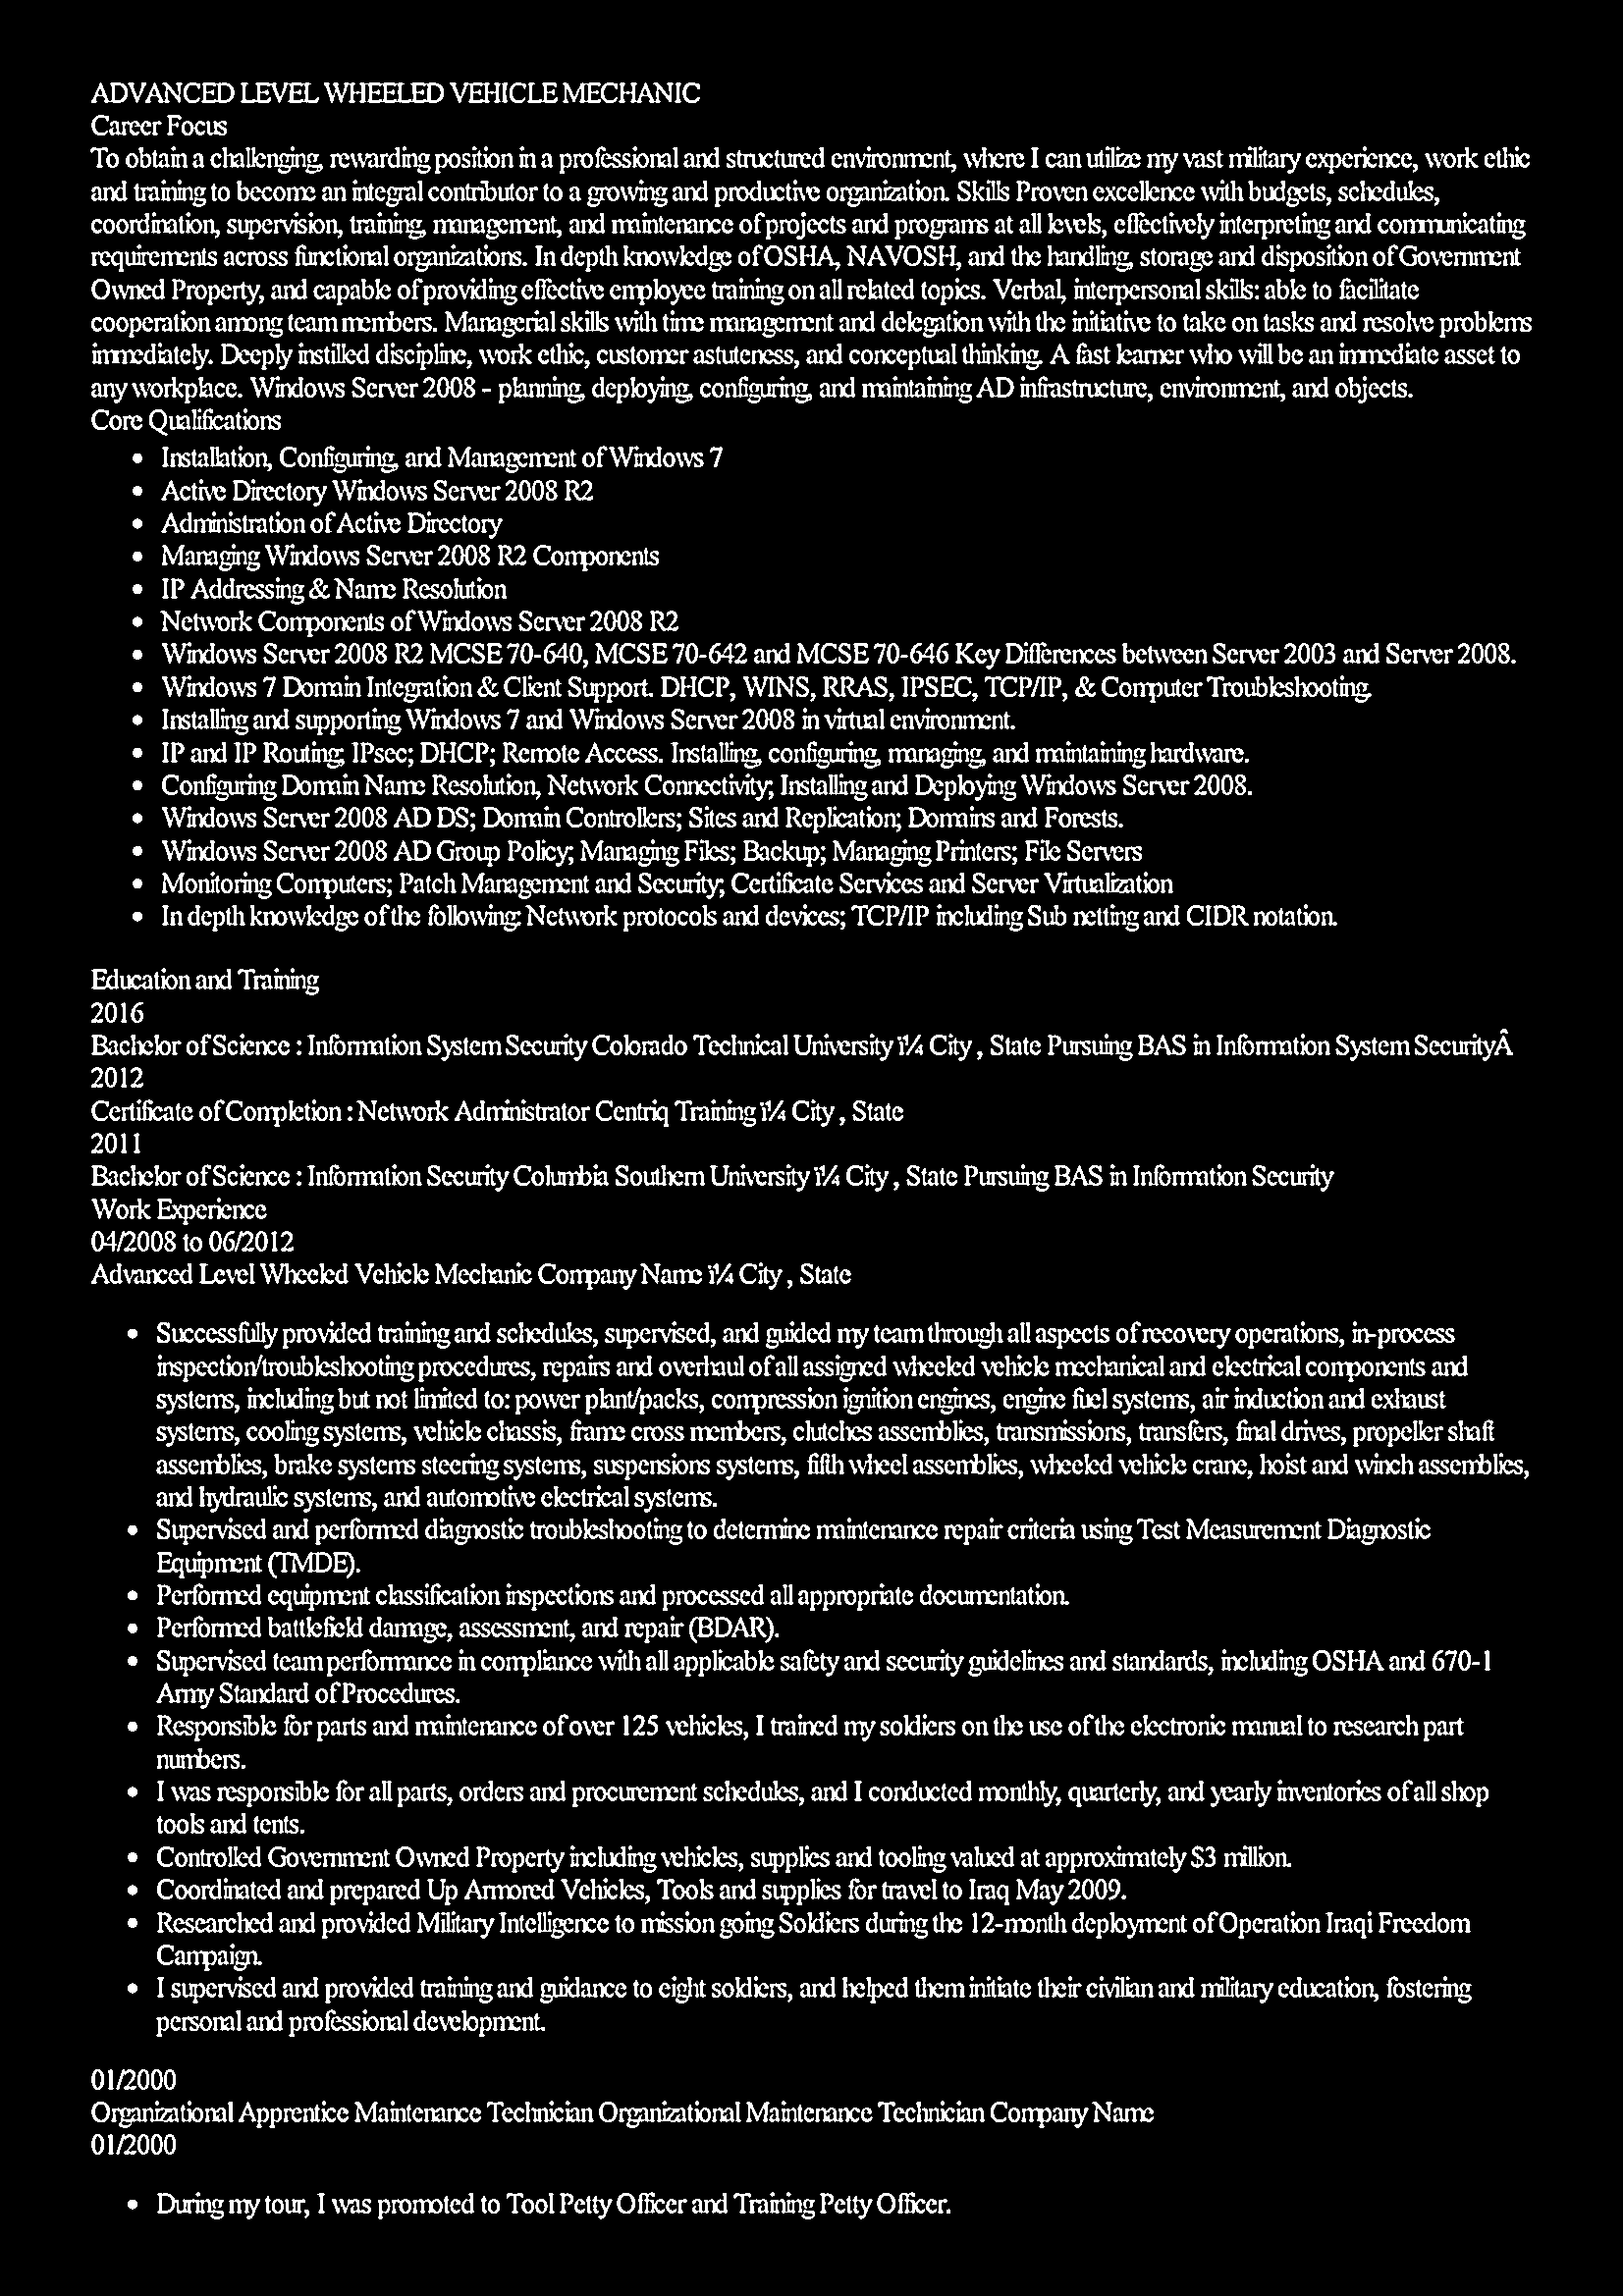 ADVANCED LEVEL WHEELED VEHICLE MECHANIC
Career Focus
To obtain a challenging, rewarding position in a professional and structured environment, where I can utilize my vast military experience, work ethic
and training to become an integral contributor to a growing and productive organization. Skills Proven excellence with budgets, schedules,
coordination, supervision, training, management, and maintenance of projects and programs at all levels, effectively interpreting and communicating
requirements across functional organizations. In depth knowledge of OSHA, NAVOSH, and the handling, storage and disposition of Government
Owned Property, and capable of providing effective employee training on all related topics. Verbal, interpersonal skills: able to facilitate
cooperation among team members. Managerial skills with time management and delegation with the initiative to take on tasks and resolve problems
immediately. Deeply instilled discipline, work ethic, customer astuteness, and conceptual thinking. A fast learner who will be an immediate asset to
any workplace. Windows Server 2008 - planning, deploying, configuring, and maintaining AD infrastructure, environment, and objects.
Core Qualifications
• Installation, Configuring, and Management of Windows 7
• Active Directory Windows Server 2008 R2
• Administration of Active Directory
• Managing Windows Server 2008 R2 Components
• IP Addressing & Name Resolution
• Network Components of Windows Server 2008 R2
• Windows Server 2008 R2 MCSE 70-640, MCSE 70-642 and MCSE 70-646 Key Differences between Server 2003 and Server 2008.
• Windows 7 Domain Integration & Client Support. DHCP, WINS, RRAS, IPSEC, TCP/IP, & Computer Troubleshooting.
• Installing and supporting Windows 7 and Windows Server 2008 in virtual environment.
• IP and IP Routing; IPsec; DHCP; Remote Access. Installing, configuring, managing, and maintaining hardware.
• Configuring Domain Name Resolution, Network Connectivity; Installing and Deploying Windows Server 2008.
• Windows Server 2008 AD DS; Domain Controllers; Sites and Replication; Domains and Forests.
• Windows Server 2008 AD Group Policy; Managing Files; Backup; Managing Printers; File Servers
• Monitoring Computers; Patch Management and Security; Certificate Services and Server Virtualization
• In depth knowledge of the following: Network protocols and devices; TCP/IP including Sub netting and CIDR notation.
Education and Training
2016
Bachelor of Science : Information System Security Colorado Technical University ï¼ City , State Pursuing BAS in Information System SecurityÂ
2012
Certificate of Completion : Network Administrator Centriq Training ï¼ City , State
2011
Bachelor of Science : Information Security Columbia Southern University ï¼ City , State Pursuing BAS in Information Security
Work Experience
04/2008 to 06/2012
Advanced Level Wheeled Vehicle Mechanic Company Name ï¼ City , State
• Successfully provided training and schedules, supervised, and guided my team through all aspects of recovery operations, in-process
inspection/troubleshooting procedures, repairs and overhaul of all assigned wheeled vehicle mechanical and electrical components and
systems, including but not limited to: power plant/packs, compression ignition engines, engine fuel systems, air induction and exhaust
systems, cooling systems, vehicle chassis, frame cross members, clutches assemblies, transmissions, transfers, final drives, propeller shaft
assemblies, brake systems steering systems, suspensions systems, fifth wheel assemblies, wheeled vehicle crane, hoist and winch assemblies,
and hydraulic systems, and automotive electrical systems.
• Supervised and performed diagnostic troubleshooting to determine maintenance repair criteria using Test Measurement Diagnostic
Equipment (TMDE).
• Performed equipment classification inspections and processed all appropriate documentation.
• Performed battlefield damage, assessment, and repair (BDAR).
• Supervised team performance in compliance with all applicable safety and security guidelines and standards, including OSHA and 670-1
Army Standard of Procedures.
• Responsible for parts and maintenance of over 125 vehicles, I trained my soldiers on the use of the electronic manual to research part
numbers.
• I was responsible for all parts, orders and procurement schedules, and I conducted monthly, quarterly, and yearly inventories of all shop
tools and tents.
• Controlled Government Owned Property including vehicles, supplies and tooling valued at approximately $3 million.
• Coordinated and prepared Up Armored Vehicles, Tools and supplies for travel to Iraq May 2009.
• Researched and provided Military Intelligence to mission going Soldiers during the 12-month deployment of Operation Iraqi Freedom
Campaign.
• I supervised and provided training and guidance to eight soldiers, and helped them initiate their civilian and military education, fostering
personal and professional development.
01/2000
Organizational Apprentice Maintenance Technician Organizational Maintenance Technician Company Name
01/2000
• During my tour, I was promoted to Tool Petty Officer and Training Petty Officer.